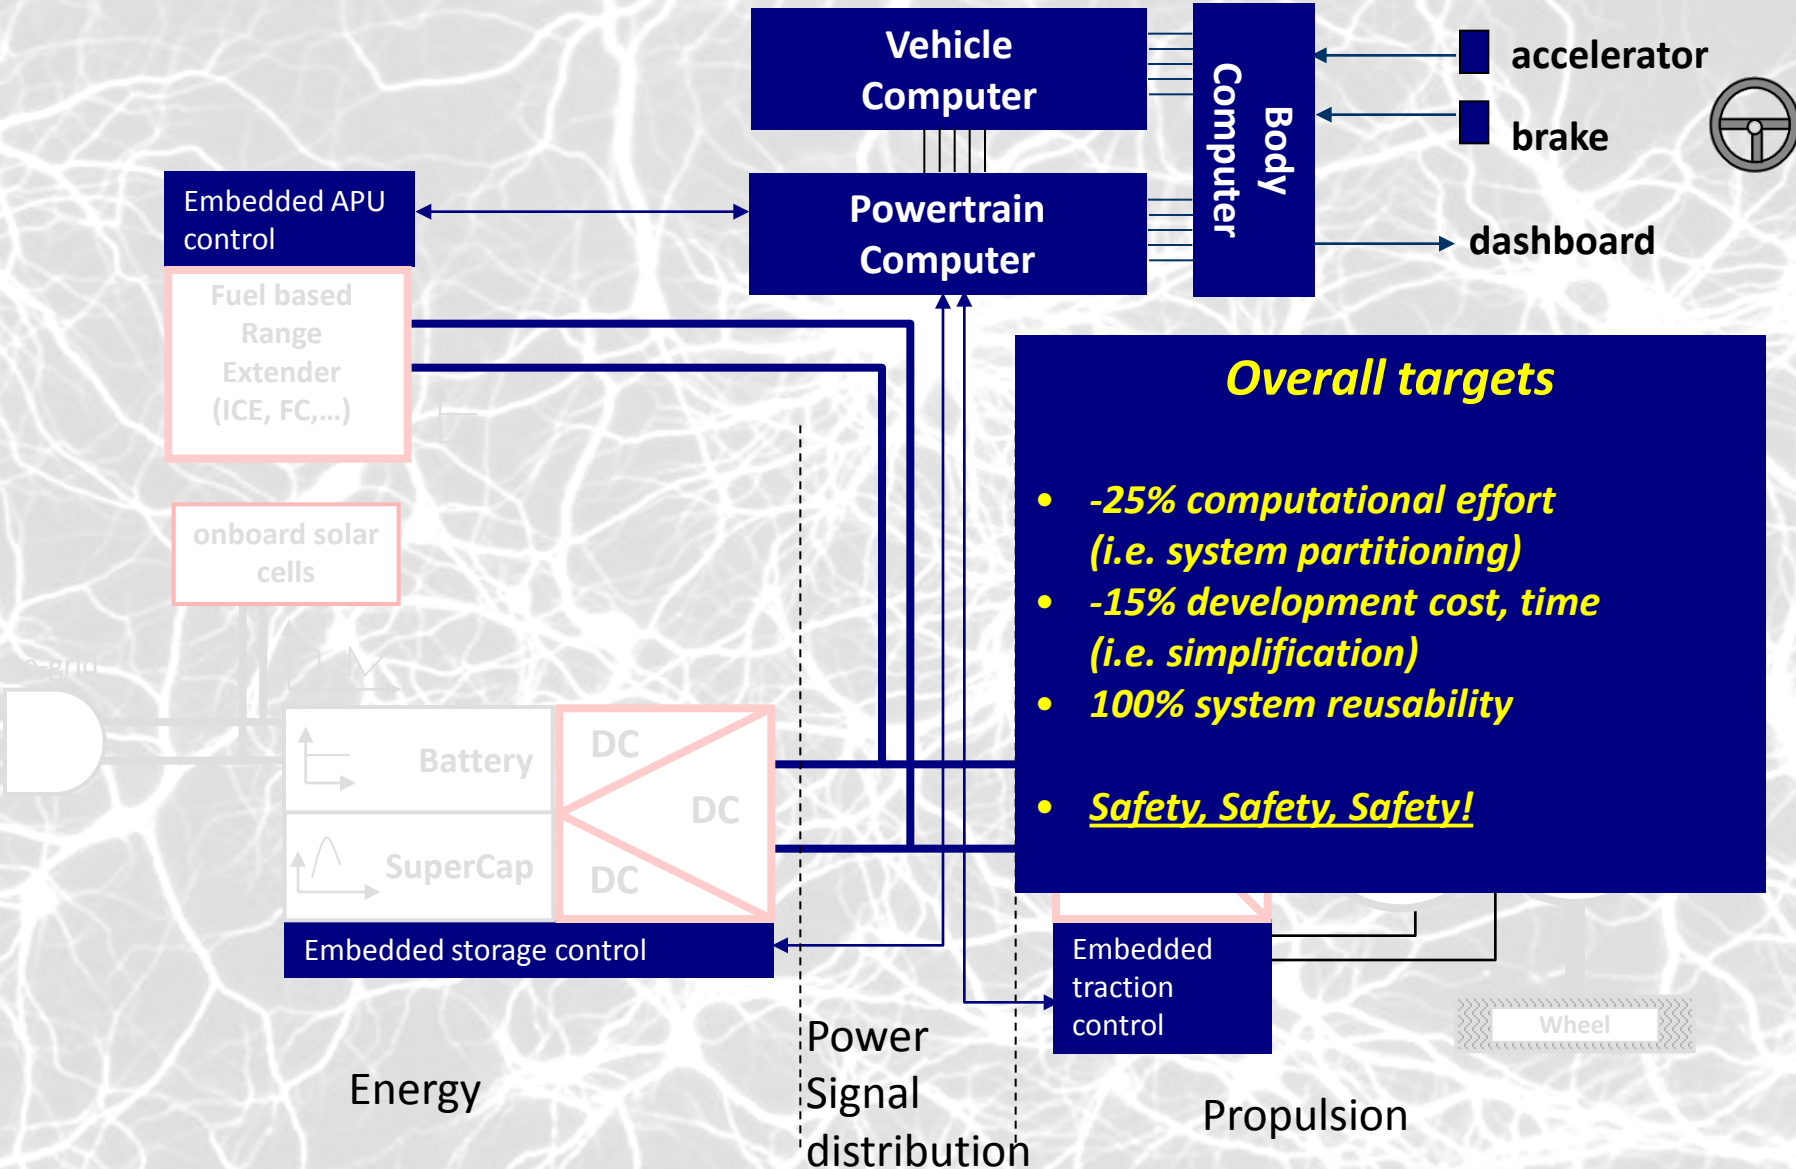 Vehicle
Computer
Body
Computer
accelerator
brake
Embedded APU
control
Powertrain
Computer
dashboard
Fuel based
Range
Extender
(ICE, FC,...)
onboard solar
cells
e-grid
Battery
SuperCap
DC
DC
DC
Embedded storage control
Overall targets
• -25% computational effort
(i.e. system partitioning)
• -15% development cost, time
(i.e. simplification)
• 100% system reusability
• Safety, Safety, Safety!
Embedded
traction
control
Wheel
Energy
Power
Signal
distribution
Propulsion